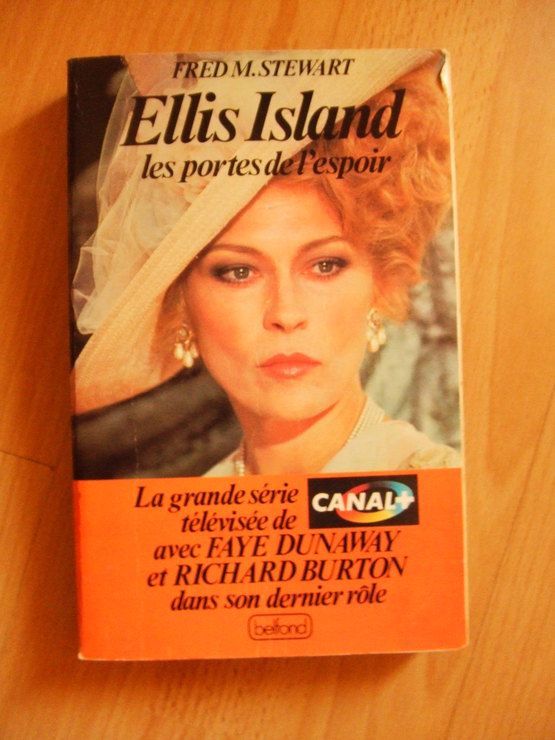 FRED M. STEWART
Ellis Island
les portes de l'espoir
La grande série
télévisée de
CANAL+
avec FAYE DUNAWAY
et RICHARD BURTON
dans son dernier rôle
belfond